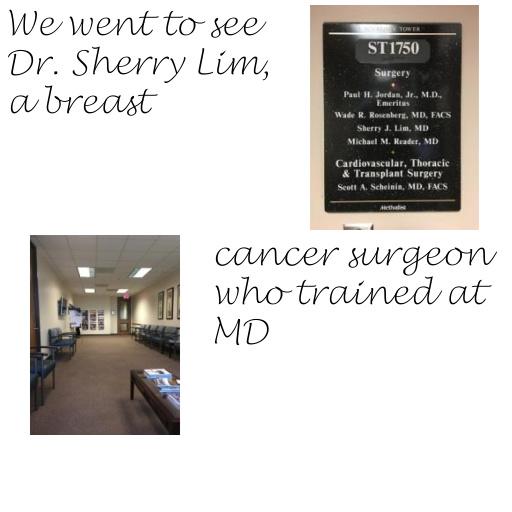 We went to see
Dr. Sherry Lim,
a breast
ST1750
Surgery
Paul H. Jordan, Jr., M.D.,
Emeritus
Wade R. Rosenberg, MD, FACS
Sherry J. Lim, MD
Michael M. Reader, MD
Cardiovascular, Thoracic
& Transplant Surgery
Scott A. Scheinin, MD, FACS
Methodist
cancer surgeon
who trained at
MD